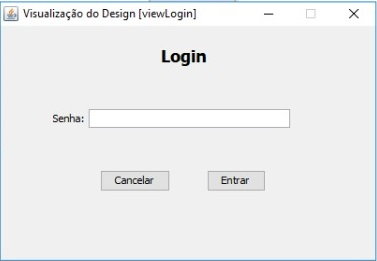 Visualização do Design [viewLogin]
Login
Senha:
Cancelar Entrar